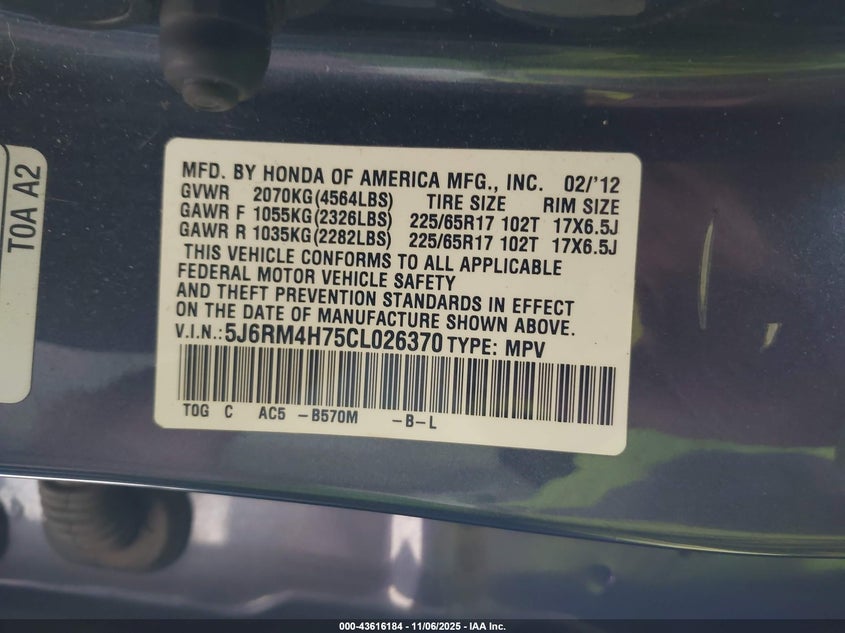 T0A A2
MFD. BY HONDA OF AMERICA MFG., INC. 02/'12
GVWR 2070KG(4564LBS) TIRE SIZE RIM SIZE
GAWR F 1055KG(2326LBS) 225/65R17 102T 17X6.5J
GAWR R 1035KG(2282LBS) 225/65R17 102T 17X6.5J
THIS VEHICLE CONFORMS TO ALL APPLICABLE
FEDERAL MOTOR VEHICLE SAFETY
AND THEFT PREVENTION STANDARDS IN EFFECT
ON THE DATE OF MANUFACTURE SHOWN ABOVE.
V.I.N.: 5J6RM4H75CL026370 TYPE: MPV
T0G C AC5 -B570M -B-L
000-43616184 - 11/06/2025 - IAA Inc.